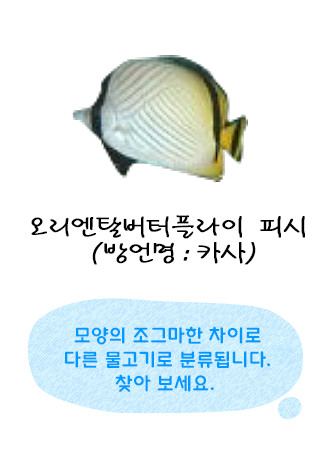 오리엔탈버터플라이 피시
(방언명 : 카사)
모양의 조그마한 차이로
다른 물고기로 분류됩니다.
찾아 보세요.